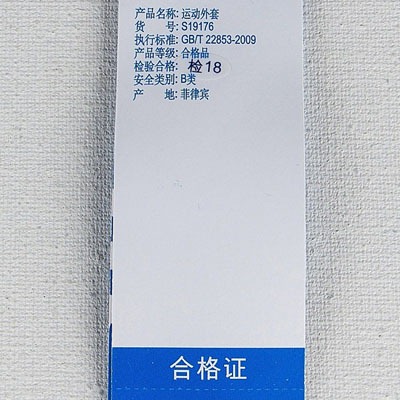 产品名称: 运动外套
货 号: S19176
执行标准: GB/T 22853-2009
产品等级: 合格品
检验合格: 检18
安全类别: B类
产 地: 菲律宾
合格证